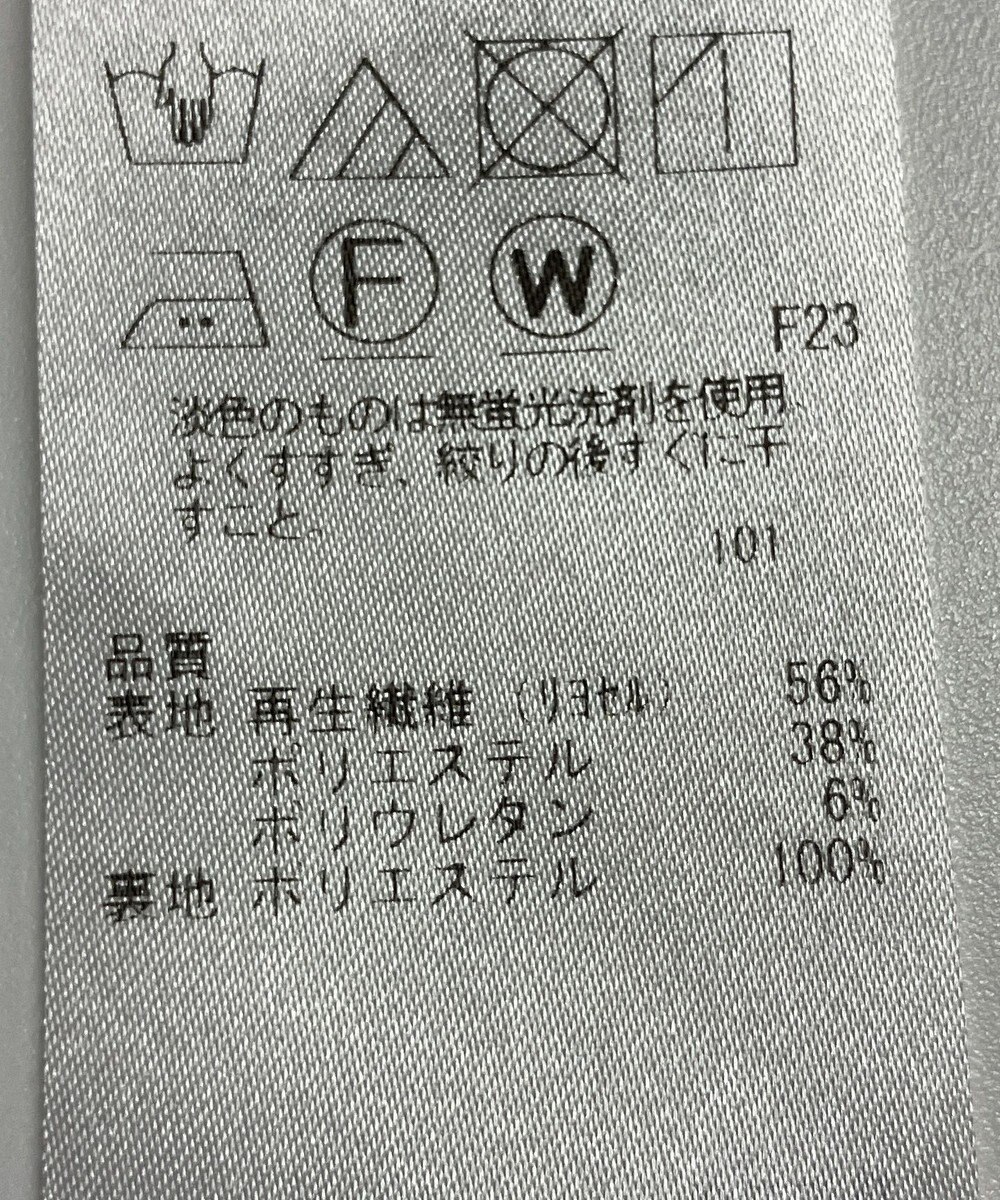 F W
F23
淡色のものは無蛍光洗剤を使用
よくすすぎ、絞りの後すぐに干
すこと。
101
品質
表地 再生繊維（リヨセル） 56%
ポリエステル 38%
ポリウレタン 6%
裏地 ポリエステル 100%